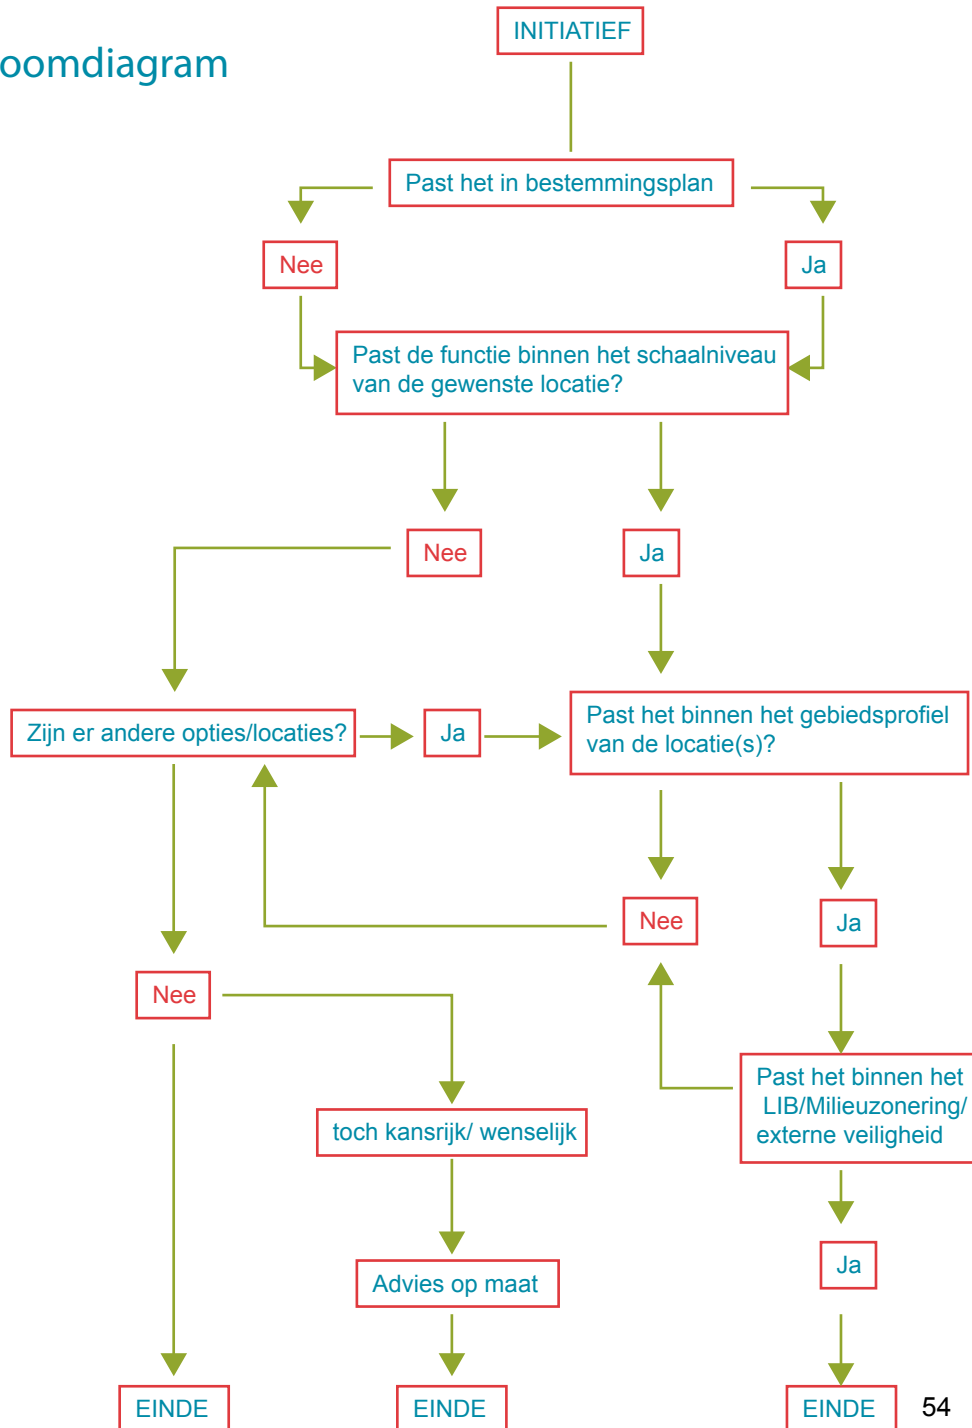 oomdiagram
INITIATIEF
Past het in bestemmingsplan
Nee
Ja
Past de functie binnen het schaalniveau
van de gewenste locatie?
Nee
Ja
Zijn er andere opties/locaties?
Ja
Past het binnen het gebiedsprofiel
van de locatie(s)?
Nee
Ja
Nee
Past het binnen het
LIB/Milieuzonering/
externe veiligheid
toch kansrijk/ wenselijk
Ja
Advies op maat
EINDE
EINDE
EINDE
54